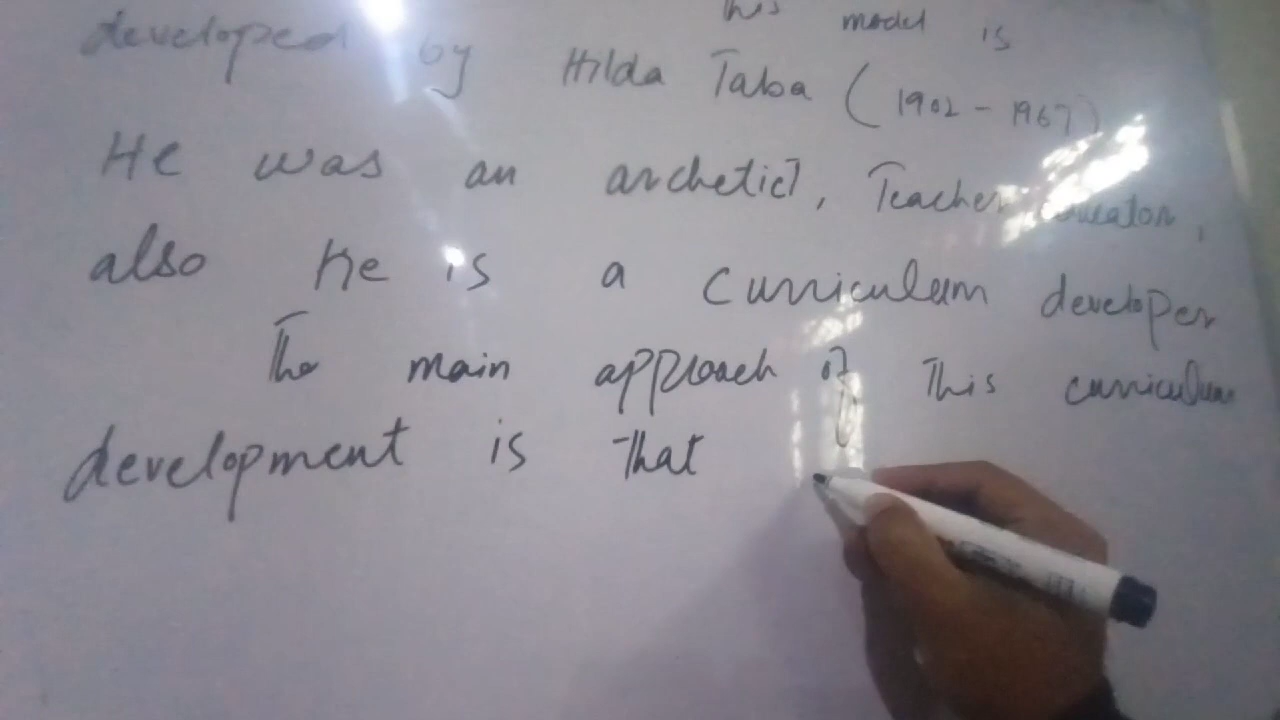 This model is
developed by Hilda Taba (1902-1967)
He was an archetict, Teacher, educator,
also he is a curriculum developer
The main approach of this curriculum
development is that